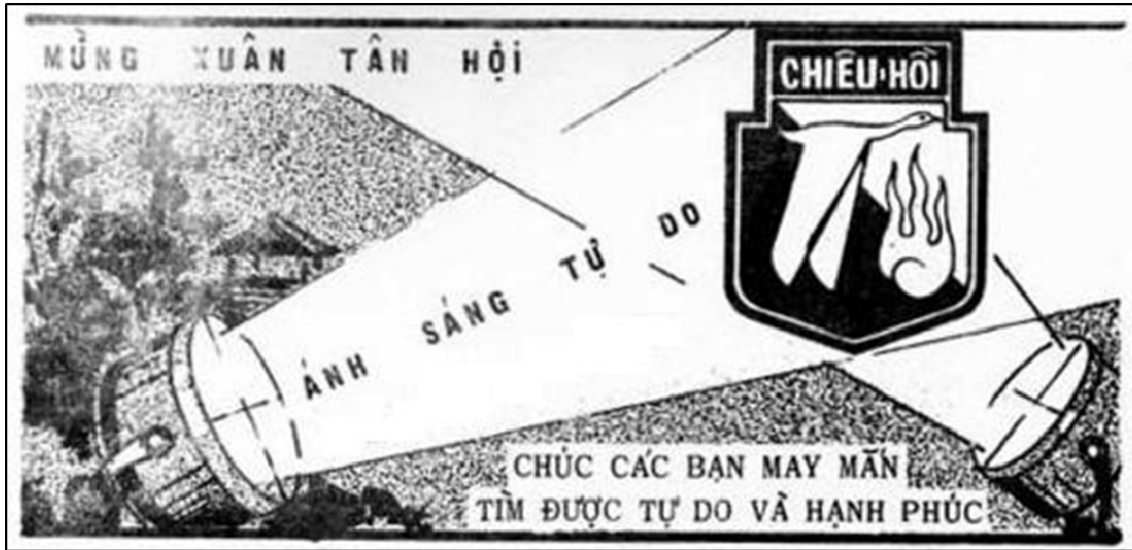 MỪNG XUÂN TÂN HỢI
CHIÊU-HỒI
ÁNH SÁNG TỰ DO
CHÚC CÁC BẠN MAY MẮN
TÌM ĐƯỢC TỰ DO VÀ HẠNH PHÚC